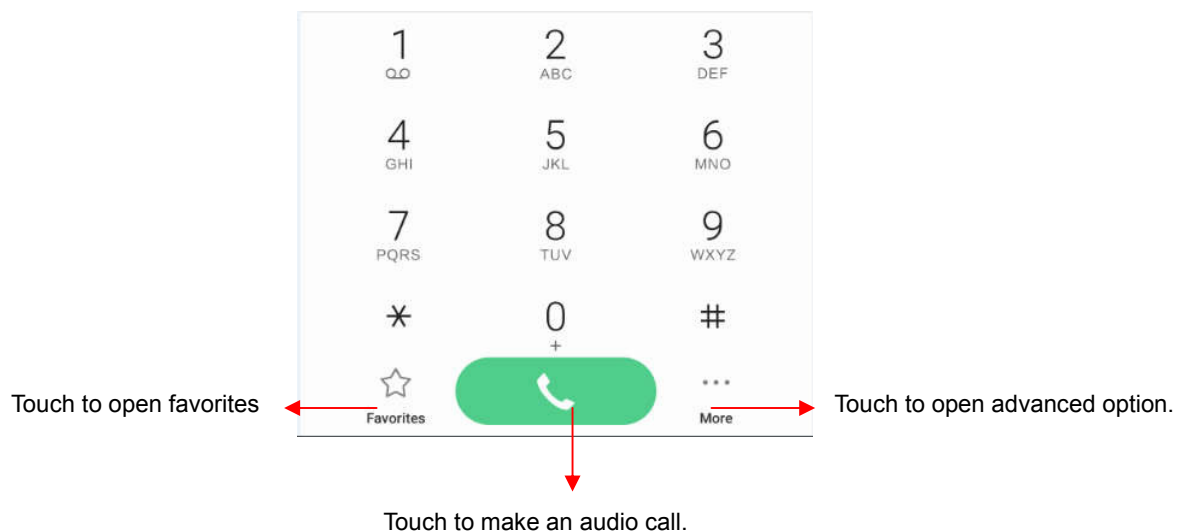 1 2 3
ABC DEF
4 5 6
GHI JKL MNO
7 8 9
PQRS TUV WXYZ
* 0 #
+
Touch to open favorites
Favorites
More
Touch to open advanced option.
Touch to make an audio call.